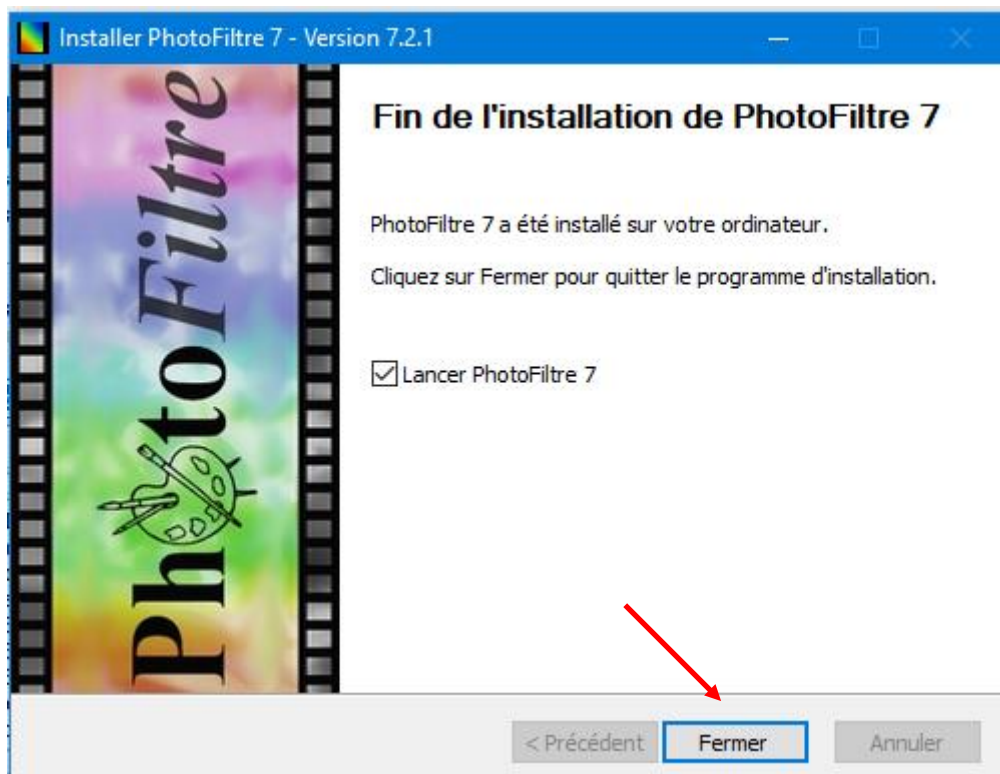 Installer PhotoFiltre 7 - Version 7.2.1
PhotoFiltre
Fin de l'installation de PhotoFiltre 7
PhotoFiltre 7 a été installé sur votre ordinateur.
Cliquez sur Fermer pour quitter le programme d'installation.
Lancer PhotoFiltre 7
< Précédent
Fermer
Annuler